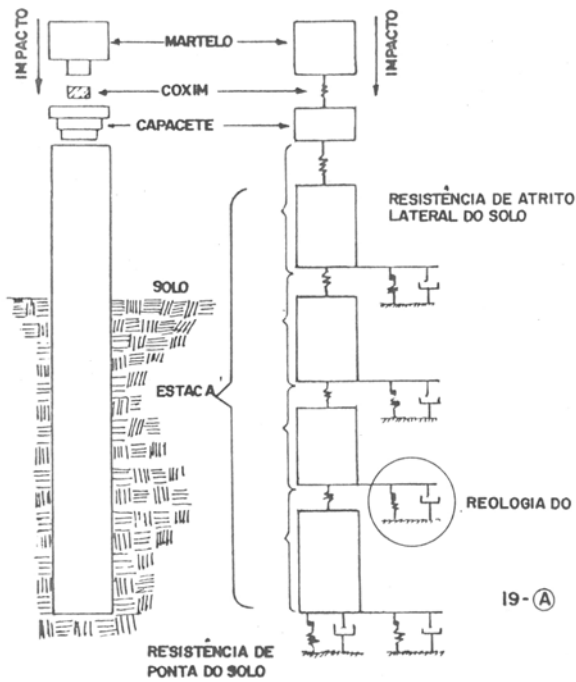 IMPACTO
MARTELO
IMPACTO
COXIM
CAPACETE
RESISTÊNCIA DE ATRITO
LATERAL DO SOLO
SOLO
ESTACA
REOLOGIA DO
19-A
RESISTÊNCIA DE
PONTA DO SOLO